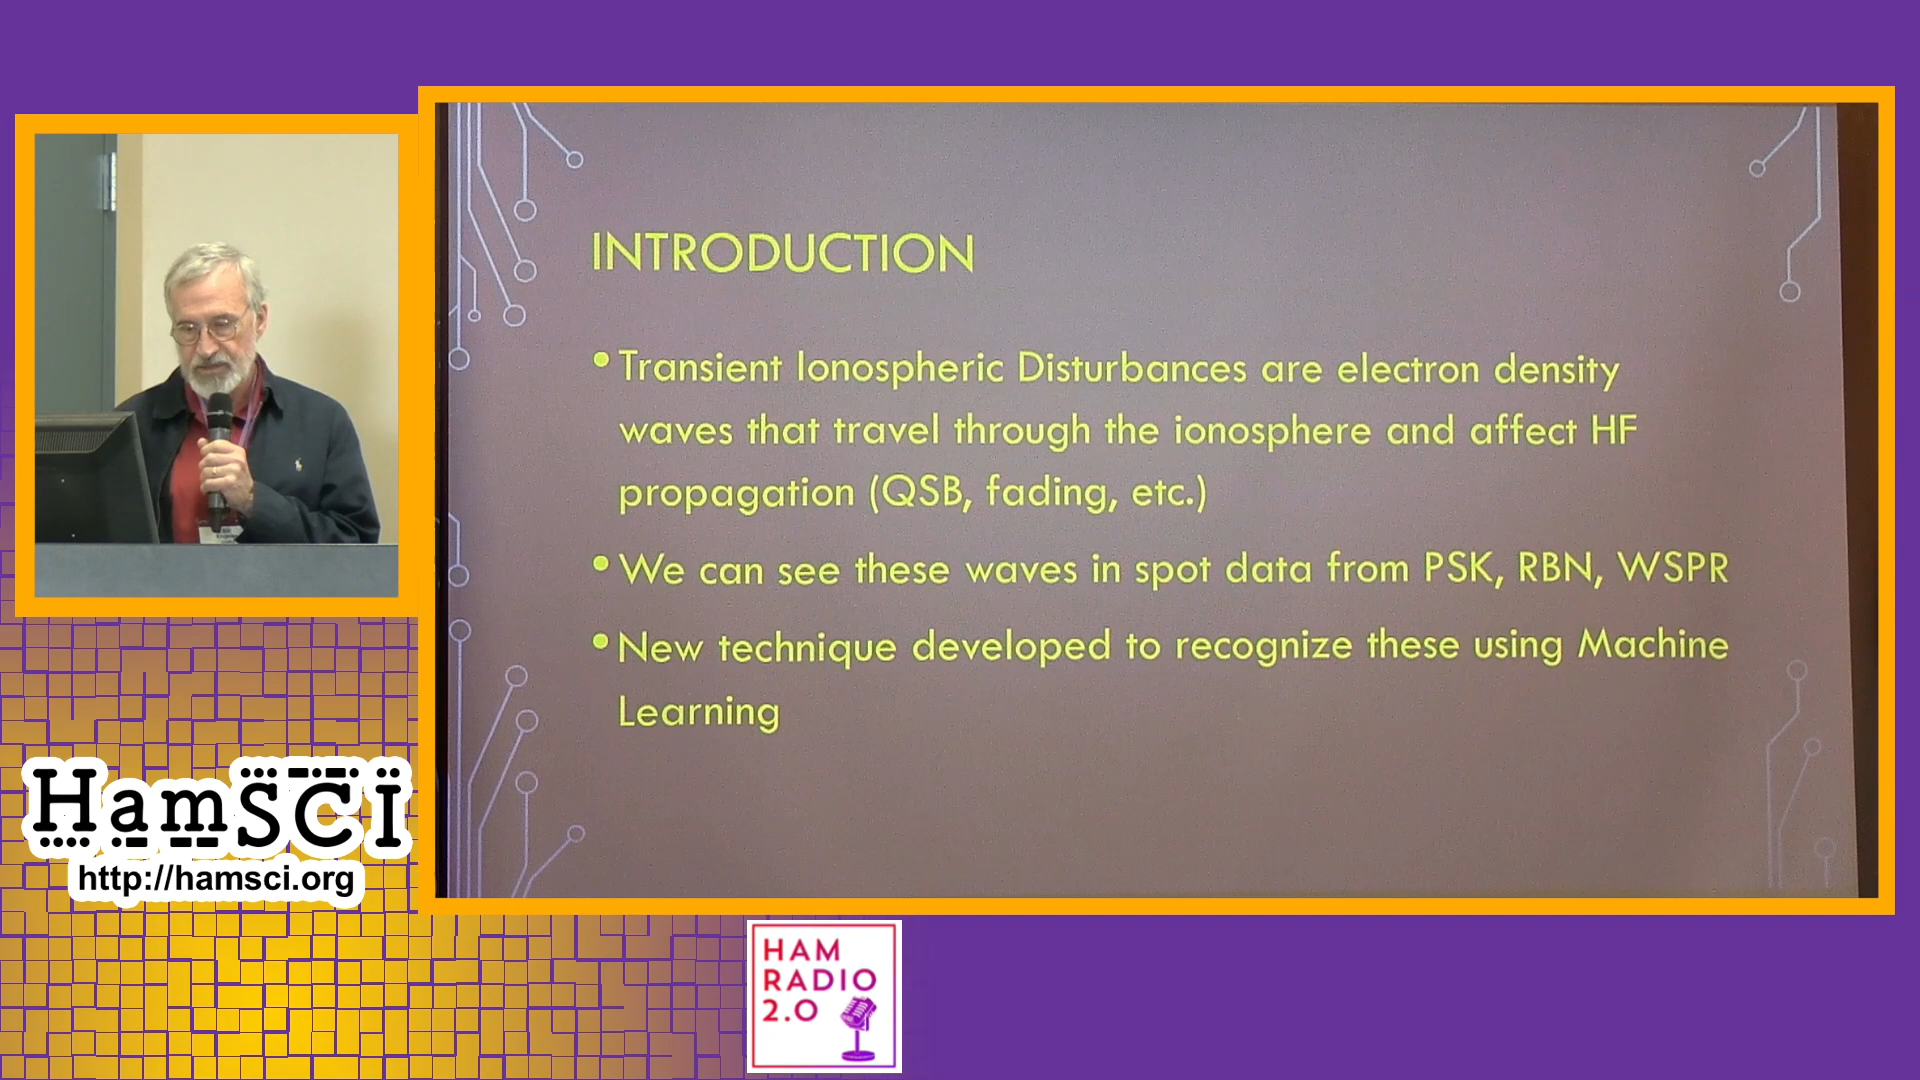 INTRODUCTION
• Transient Ionospheric Disturbances are electron density
waves that travel through the ionosphere and affect HF
propagation (QSB, fading, etc.)
• We can see these waves in spot data from PSK, RBN, WSPR
• New technique developed to recognize these using Machine
Learning
HamSCI
http://hamsci.org
HAM
RADIO
2.0